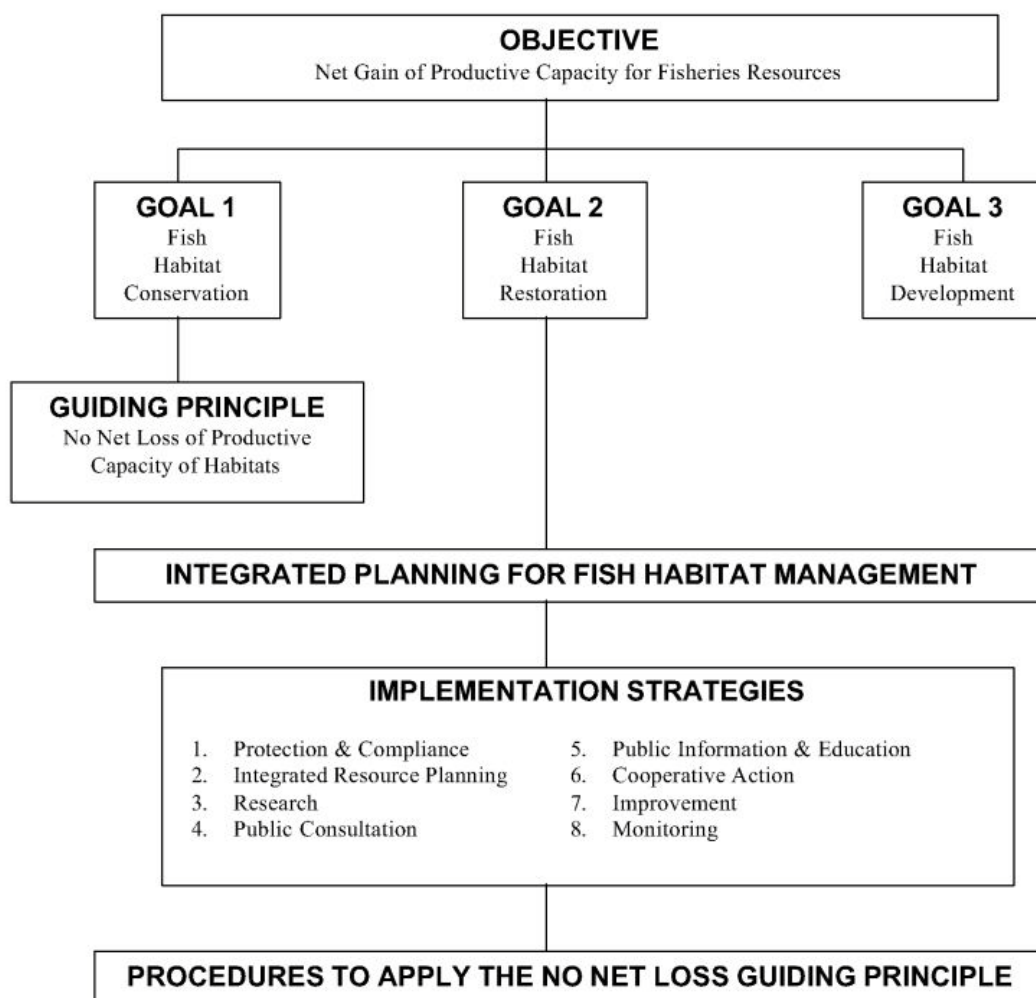 OBJECTIVE
Net Gain of Productive Capacity for Fisheries Resources
GOAL 1
Fish
Habitat
Conservation
GOAL 2
Fish
Habitat
Restoration
GOAL 3
Fish
Habitat
Development
GUIDING PRINCIPLE
No Net Loss of Productive
Capacity of Habitats
INTEGRATED PLANNING FOR FISH HABITAT MANAGEMENT
IMPLEMENTATION STRATEGIES
1. Protection & Compliance
2. Integrated Resource Planning
3. Research
4. Public Consultation
5. Public Information & Education
6. Cooperative Action
7. Improvement
8. Monitoring
PROCEDURES TO APPLY THE NO NET LOSS GUIDING PRINCIPLE